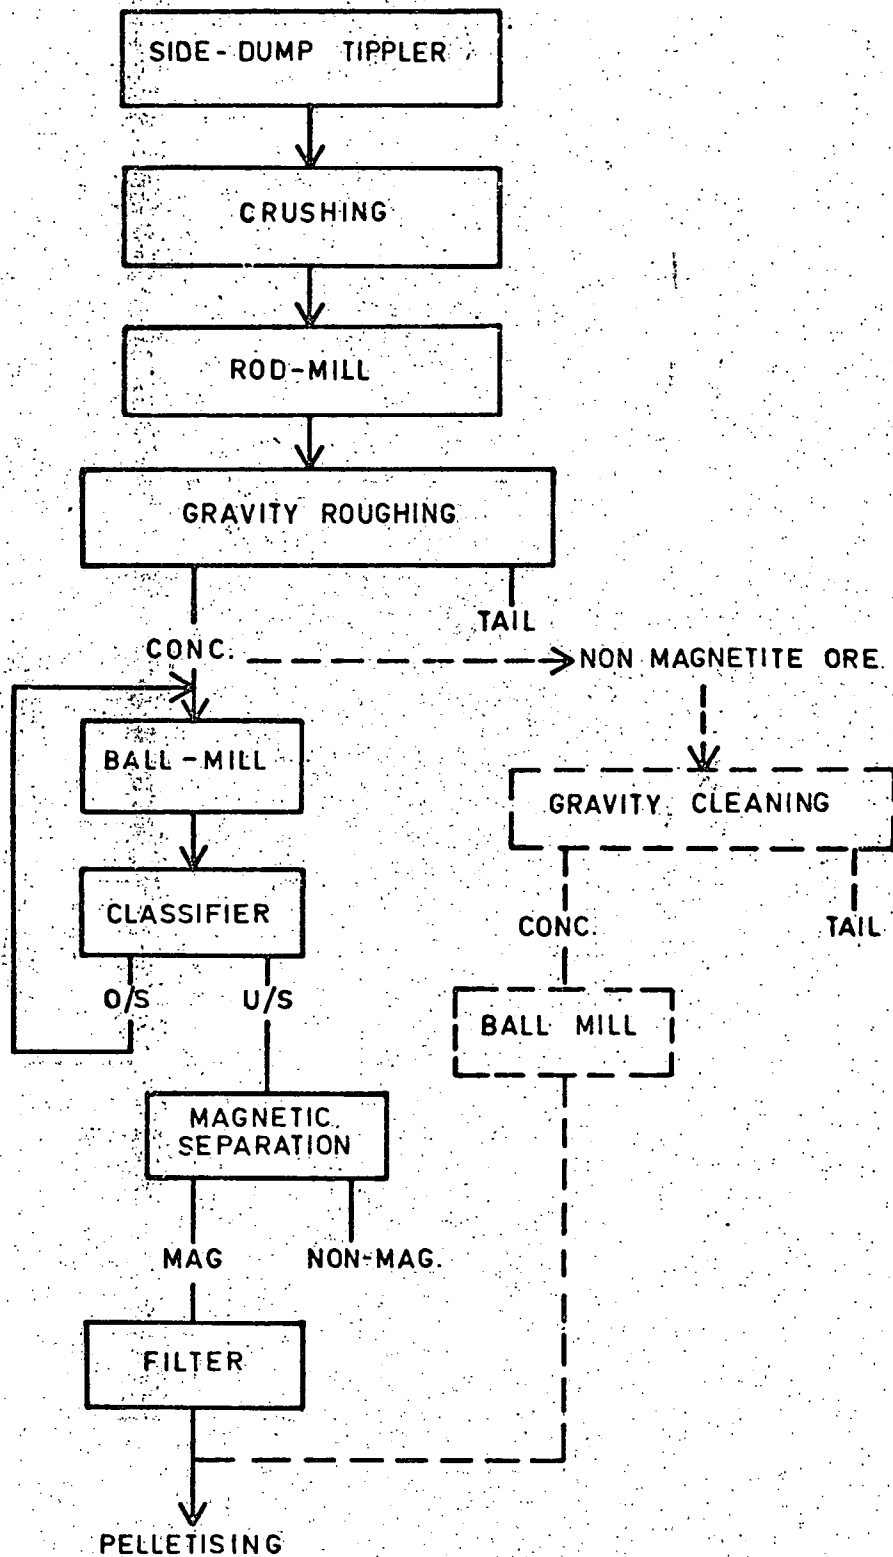 SIDE-DUMP TIPPLER
CRUSHING
ROD-MILL
GRAVITY ROUGHING
TAIL
CONC.
NON MAGNETITE ORE.
BALL-MILL
GRAVITY CLEANING
CLASSIFIER
CONC.
TAIL
O/S
U/S
BALL MILL
MAGNETIC
SEPARATION
MAG
NON-MAG.
FILTER
PELLETISING